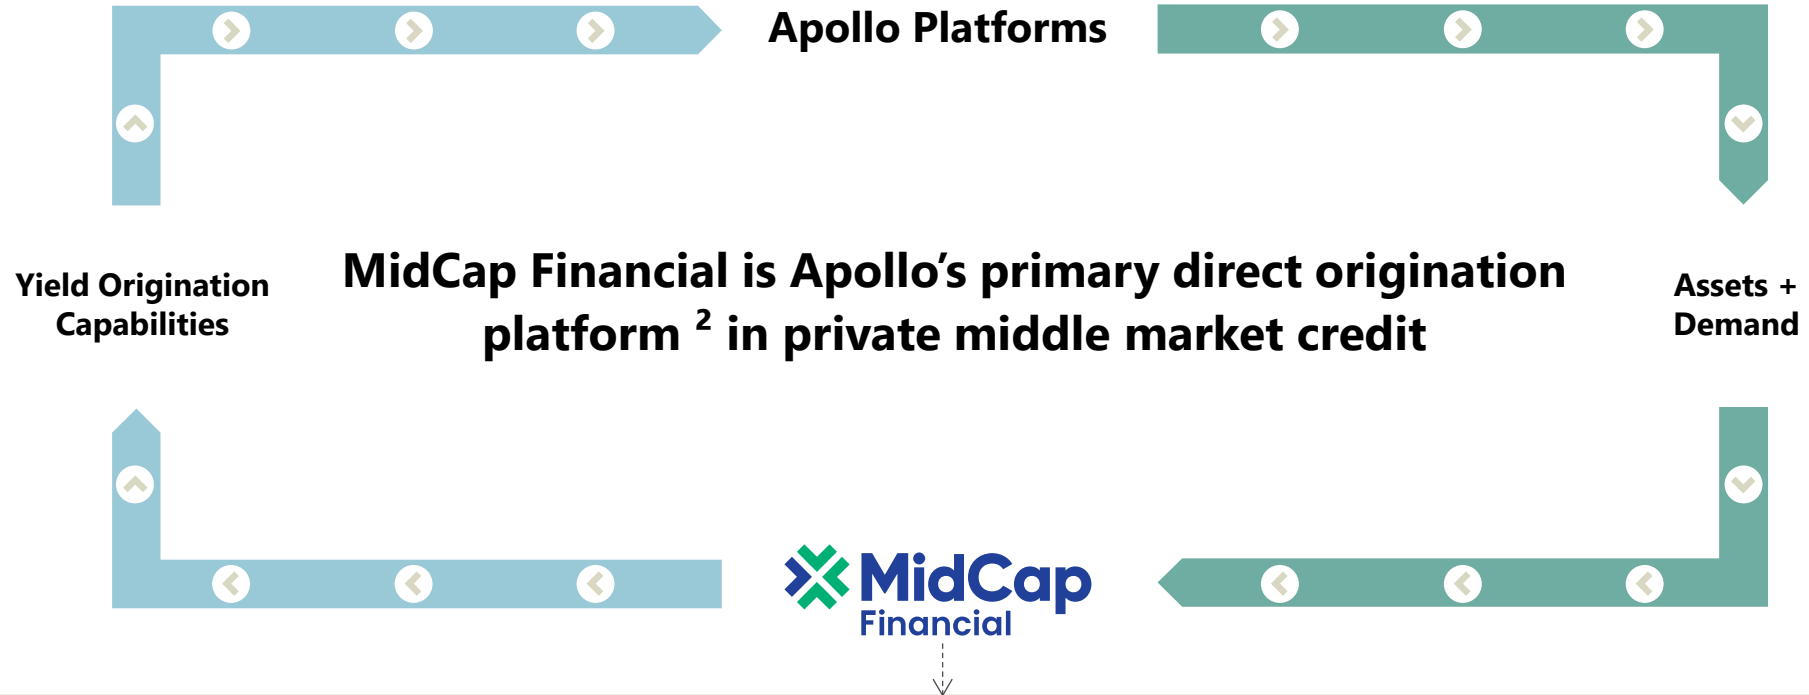 Apollo Platforms
Yield Origination
Capabilities
MidCap Financial is Apollo’s primary direct origination
platform ² in private middle market credit
Assets +
Demand
MidCap
Financial